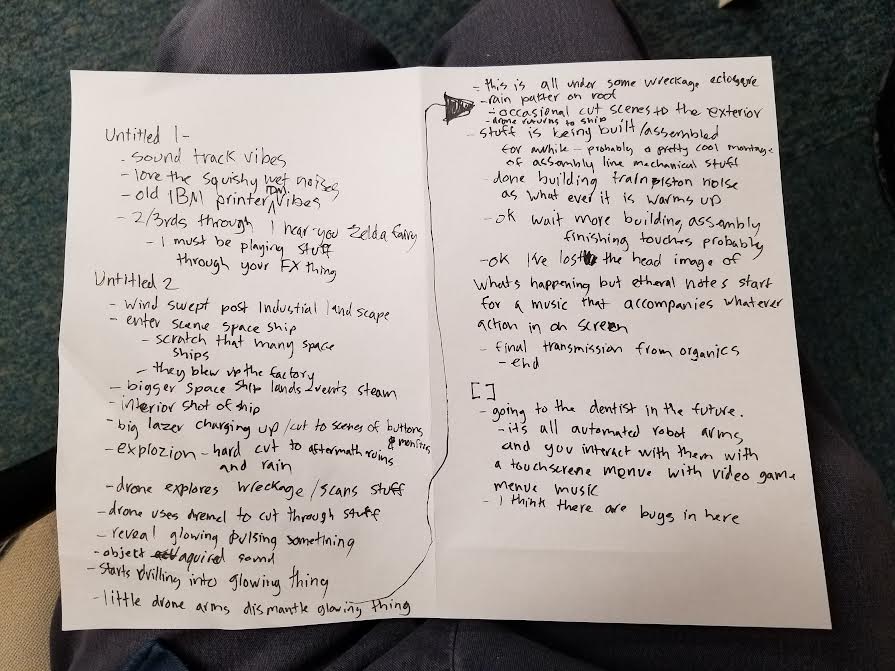 Untitled 1-
- sound track vibes
- love the squishy wet noises
- old IBM printer IDM vibes
- 2/3rds through I hear you Zelda fairy
- I must be playing stuff
through your FX thing
Untitled 2
- Wind swept post Industial landscape
- enter scene space ship
- scratch that many space
ships
- they blew up the factory
- bigger space ship lands - vents steam
- interior shot of ship
- big lazer charging up / cut to scenes of buttons
& monitors
- explozion - hard cut to aftermath ruins
and rain
- drone explores wreckage / scans stuff
- drone uses dremel to cut through stuff
- reveal glowing pulsing something
- object aquired sound
- starts drilling into glowing thing
- little drone arms dismantle glowing thing
- this is all under some wreckage
- rain patter on roof
- occasional cut scenes to the exterior
- drone returns to ship
- stuff is being built/assembled
for awhile - probably a pretty cool montage
of assembly line mechanical stuff
- done building train piston noise
as what ever it is warms up
- ok wait more building assembly
finishing touches probably
- ok I've lost the head image of
whats happening but etheral notes start
for a music that accompanies whatever
action in on screen
- final transmission from organics
- end
[ ]
- going to the dentist in the future.
- its all automated robot arms,
and you interact with them with
a touchscrene menue with video game
menue music
- I think there are bugs in here